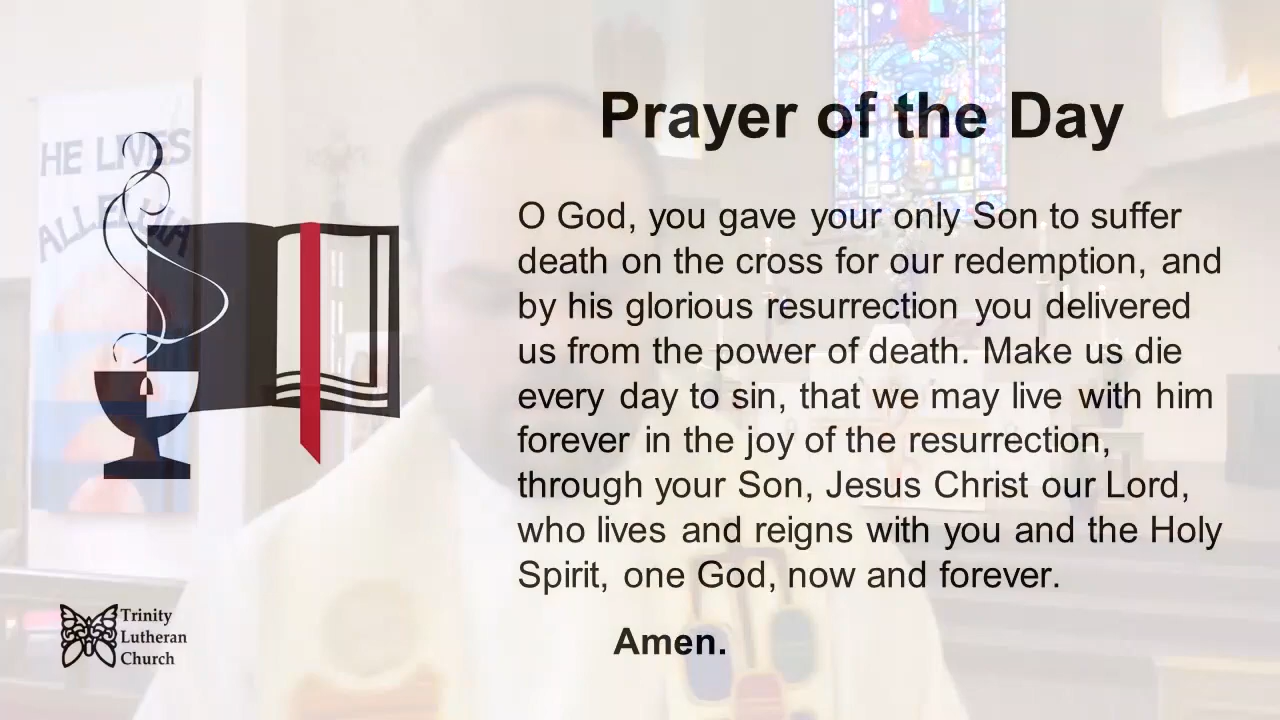 HE LIVES
ALLELUIA
Prayer of the Day
O God, you gave your only Son to suffer
death on the cross for our redemption, and
by his glorious resurrection you delivered
us from the power of death. Make us die
every day to sin, that we may live with him
forever in the joy of the resurrection,
through your Son, Jesus Christ our Lord,
who lives and reigns with you and the Holy
Spirit, one God, now and forever.
Amen.
Trinity
Lutheran
Church